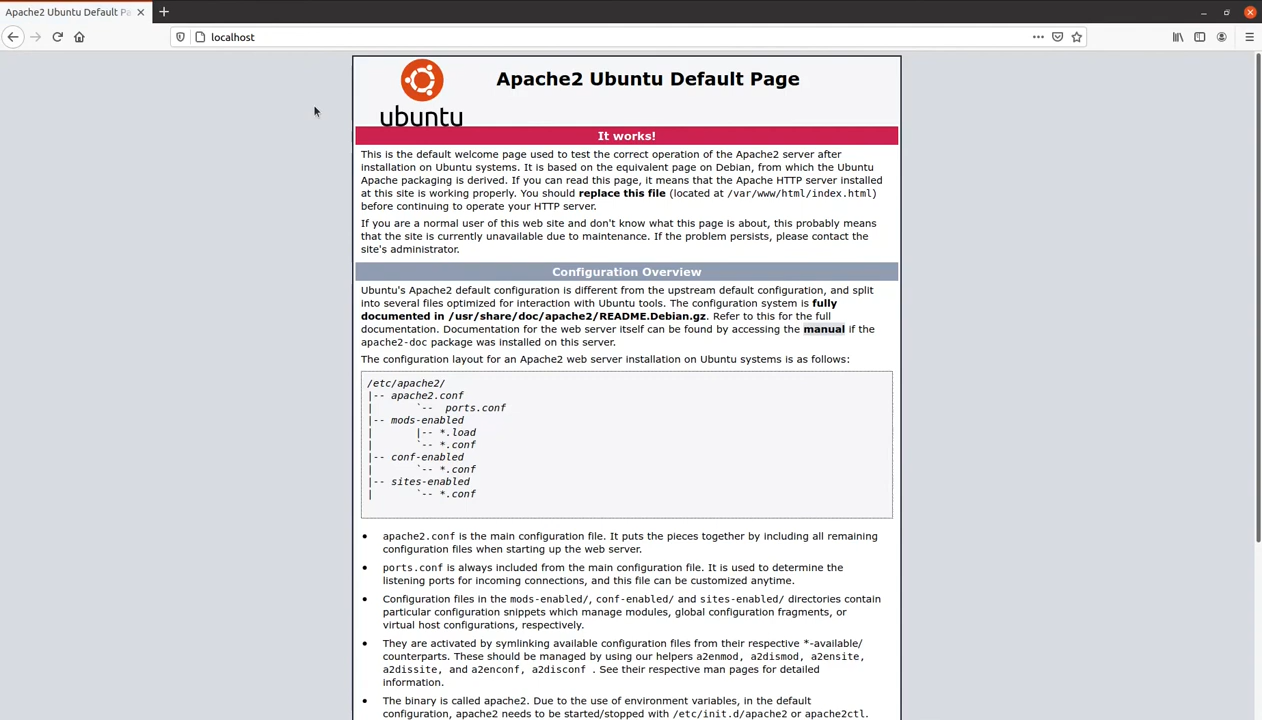 Apache2 Ubuntu Default Pa
localhost
ubuntu
Apache2 Ubuntu Default Page
It works!
This is the default welcome page used to test the correct operation of the Apache2 server after
installation on Ubuntu systems. It is based on the equivalent page on Debian, from which the Ubuntu
Apache packaging is derived. If you can read this page, it means that the Apache HTTP server installed
at this site is working properly. You should replace this file (located at /var/www/html/index.html)
before continuing to operate your HTTP server.
If you are a normal user of this web site and don't know what this page is about, this probably means
that the site is currently unavailable due to maintenance. If the problem persists, please contact the
site's administrator.
Configuration Overview
Ubuntu's Apache2 default configuration is different from the upstream default configuration, and split
into several files optimized for interaction with Ubuntu tools. The configuration system is fully
documented in /usr/share/doc/apache2/README.Debian.gz. Refer to this for the full
documentation. Documentation for the web server itself can be found by accessing the manual if the
apache2-doc package was installed on this server.
The configuration layout for an Apache2 web server installation on Ubuntu systems is as follows:
/etc/apache2/
|-- apache2.conf
|       `--  ports.conf
|-- mods-enabled
|       |-- *.load
|       `-- *.conf
|-- conf-enabled
|       `-- *.conf
|-- sites-enabled
|       `-- *.conf
• apache2.conf is the main configuration file. It puts the pieces together by including all remaining
configuration files when starting up the web server.
• ports.conf is always included from the main configuration file. It is used to determine the
listening ports for incoming connections, and this file can be customized anytime.
• Configuration files in the mods-enabled/, conf-enabled/ and sites-enabled/ directories contain
particular configuration snippets which manage modules, global configuration fragments, or
virtual host configurations, respectively.
• They are activated by symlinking available configuration files from their respective *-available/
counterparts. These should be managed by using our helpers a2enmod, a2dismod, a2ensite,
a2dissite, and a2enconf, a2disconf . See their respective man pages for detailed
information.
• The binary is called apache2. Due to the use of environment variables, in the default
configuration, apache2 needs to be started/stopped with /etc/init.d/apache2 or apache2ctl.